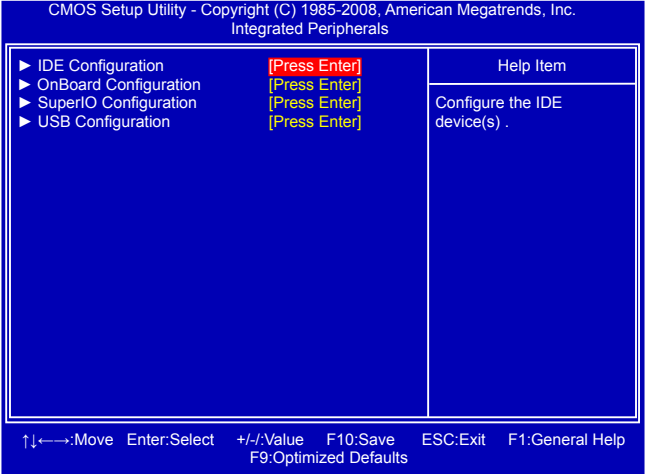 CMOS Setup Utility - Copyright (C) 1985-2008, American Megatrends, Inc.
Integrated Peripherals
► IDE Configuration [Press Enter]
► OnBoard Configuration [Press Enter]
► SuperIO Configuration [Press Enter]
► USB Configuration [Press Enter]
Help Item
Configure the IDE
device(s) .
↑↓←→:Move Enter:Select +/-/:Value F10:Save ESC:Exit F1:General Help
F9:Optimized Defaults